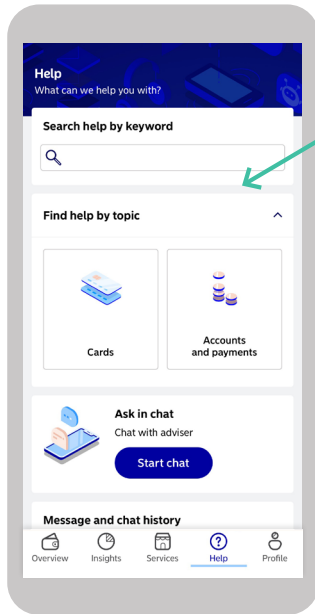 Help
What can we help you with?
Search help by keyword
Find help by topic
Cards
Accounts
and payments
Ask in chat
Chat with adviser
Start chat
Message and chat history
Overview
Insights
Services
Help
Profile